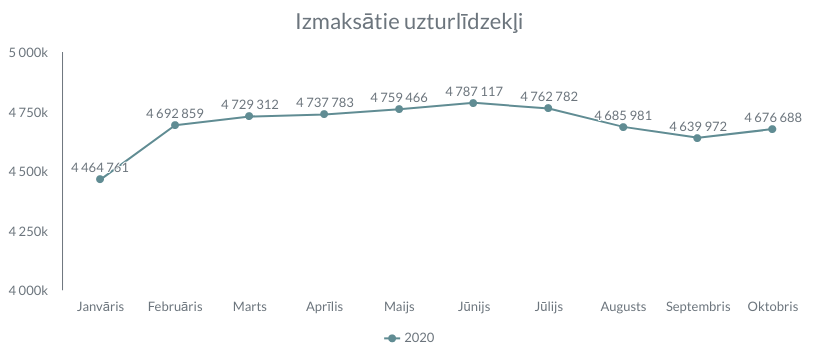 Izmaksātie uzturlīdzekļi
5 000k
4 750k
4 500k
4 250k
4 000k
4 464 761
4 692 859
4 729 312
4 737 783
4 759 466
4 787 117
4 762 782
4 685 981
4 639 972
4 676 688
Janvāris Februāris Marts Aprīlis Maijs Jūnijs Jūlijs Augusts Septembris Oktobris
2020